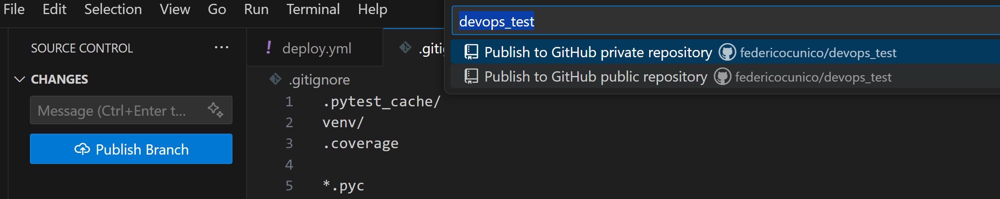 File Edit Selection View Go Run Terminal Help
devops_test
Publish to GitHub private repository federicocunico/devops_test
Publish to GitHub public repository federicocunico/devops_test
SOURCE CONTROL ...
CHANGES
Message (Ctrl+Enter t...
Publish Branch
! deploy.yml
.giti
.gitignore
1 .pytest_cache/
2 venv/
3 .coverage
4
5 *.pyc